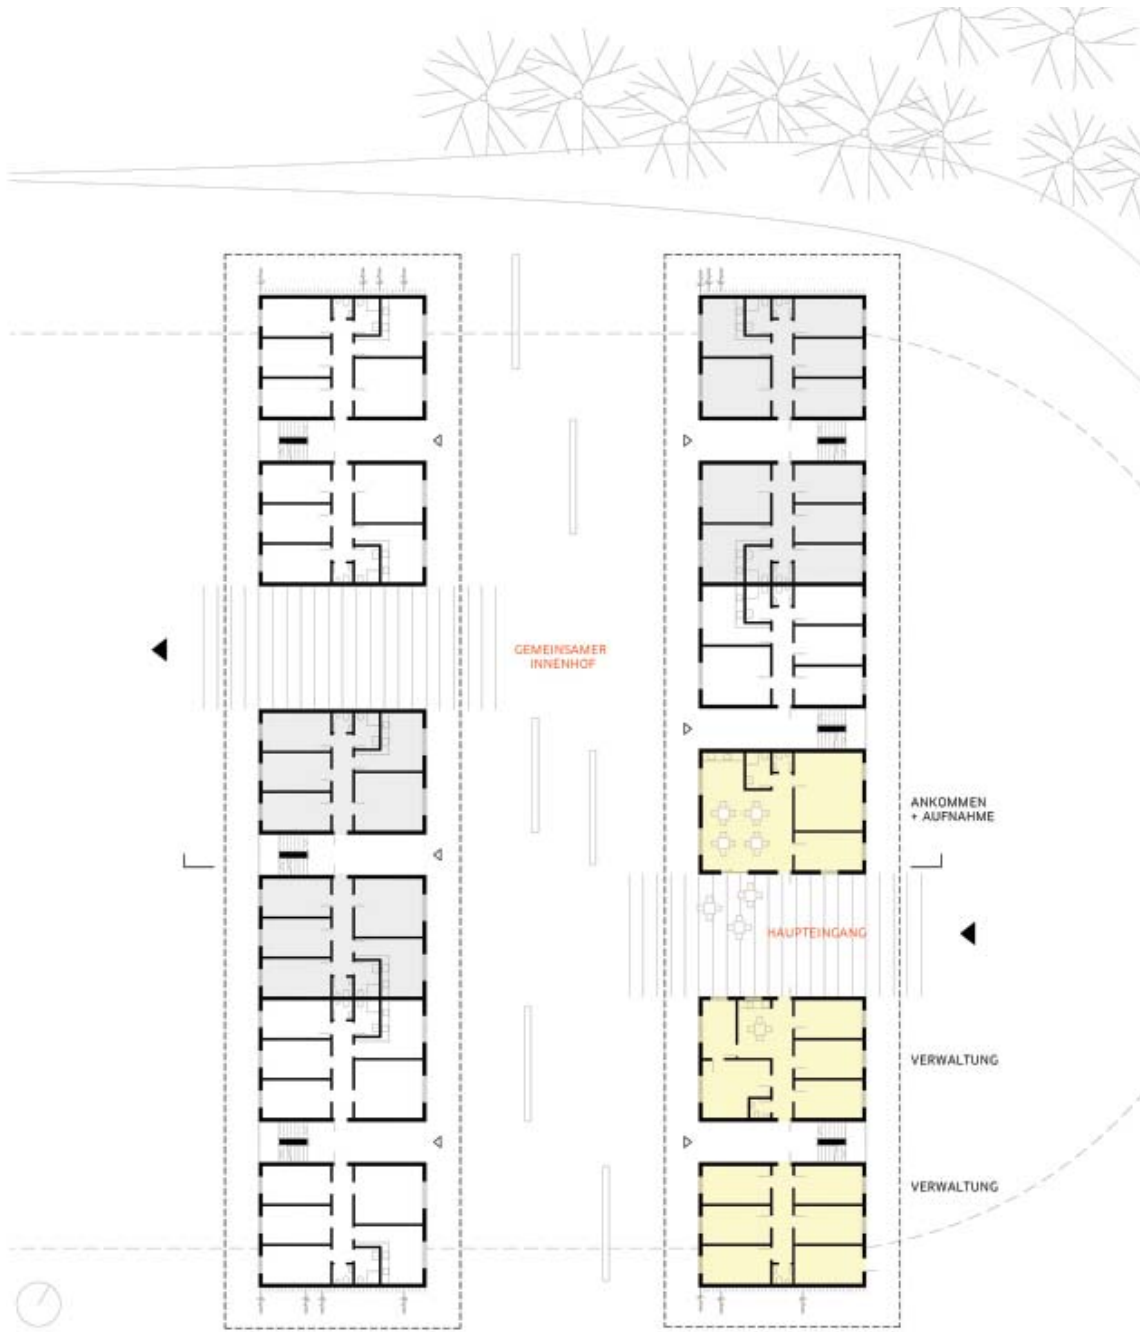 GEMEINSAMER
INNENHOF
ANKOMMEN
+ AUFNAHME
HAUPTEINGANG
VERWALTUNG
VERWALTUNG